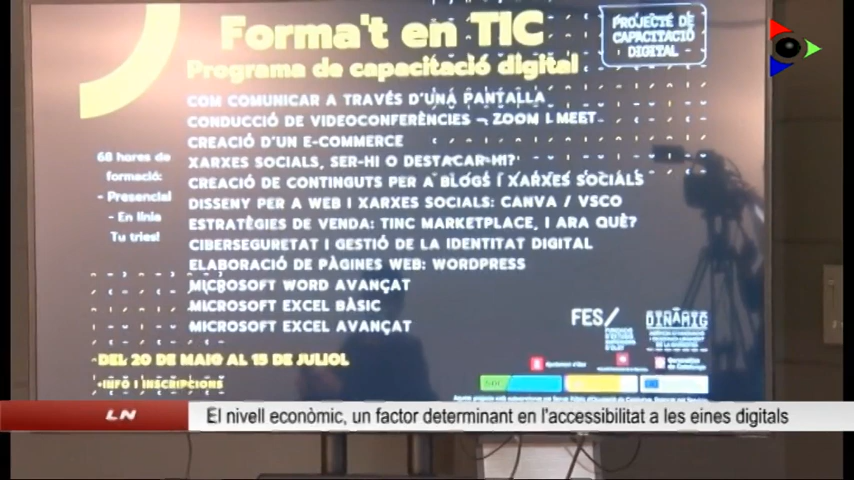 Forma't en TIC
Programa de capacitació digital
PROJECTE DE
CAPACITACIÓ
DIGITAL
COM COMUNICAR A TRAVÉS D'UNA PANTALLA
CONDUCCIÓ DE VIDEOCONFERÈNCIES - ZOOM I MEET
CREACIÓ D'UN E-COMMERCE
XARXES SOCIALS, SER-HI O DESTACAR-HI?
CREACIÓ DE CONTINGUTS PER A BLOGS I XARXES SOCIALS
DISSENY PER A WEB I XARXES SOCIALS: CANVA / VSCO
ESTRATÈGIES DE VENDA: TINC MARKETPLACE, I ARA QUÈ?
CIBERSEGURETAT I GESTIÓ DE LA IDENTITAT DIGITAL
ELABORACIÓ DE PÀGINES WEB: WORDPRESS
MICROSOFT WORD AVANÇAT
MICROSOFT EXCEL BÀSIC
MICROSOFT EXCEL AVANÇAT
68 hores de
formació:
- Presencial
- En línia
Tu tries!
DEL 20 DE MAIG AL 15 DE JULIOL
+INFO I INSCRIPCIONS
FES/
DINÀMIG
LN
El nivell econòmic, un factor determinant en l'accessibilitat a les eines digitals